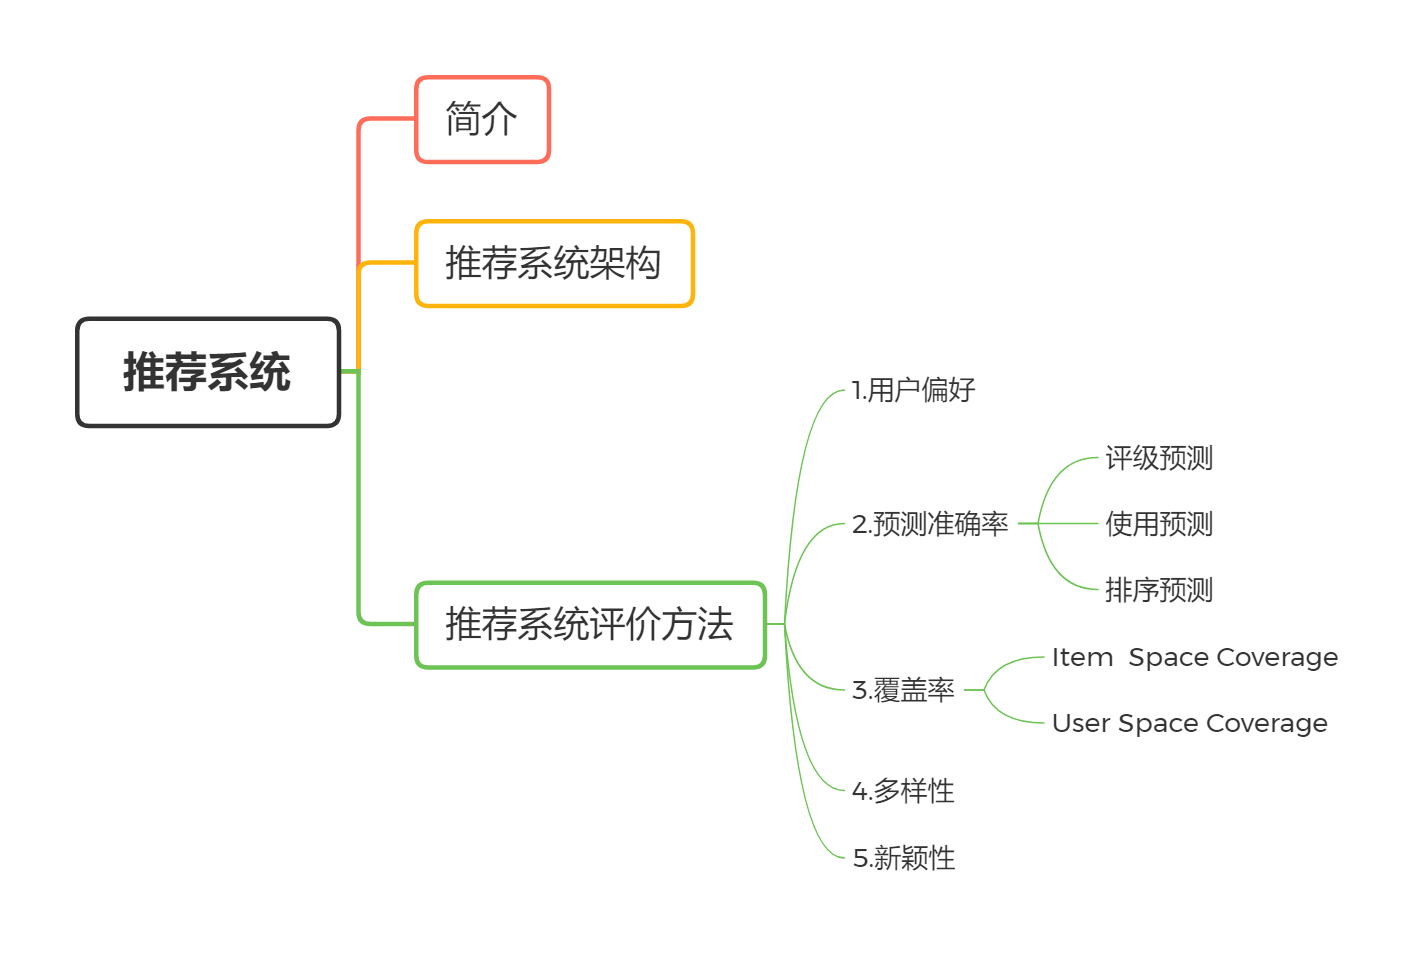 简介
推荐系统架构
推荐系统
1.用户偏好
评级预测
2.预测准确率
使用预测
排序预测
推荐系统评价方法
Item  Space Coverage
3.覆盖率
User Space Coverage
4.多样性
5.新颖性